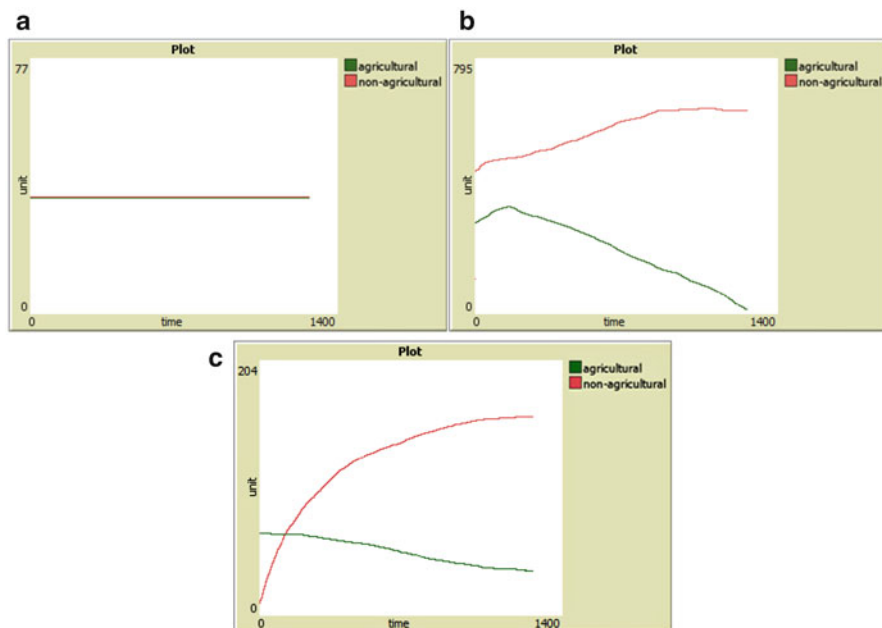 a
Plot
77
unit
0
0
time
1400
agricultural
non-agricultural
b
Plot
795
unit
0
0
time
1400
agricultural
non-agricultural
c
Plot
204
unit
0
0
time
1400
agricultural
non-agricultural